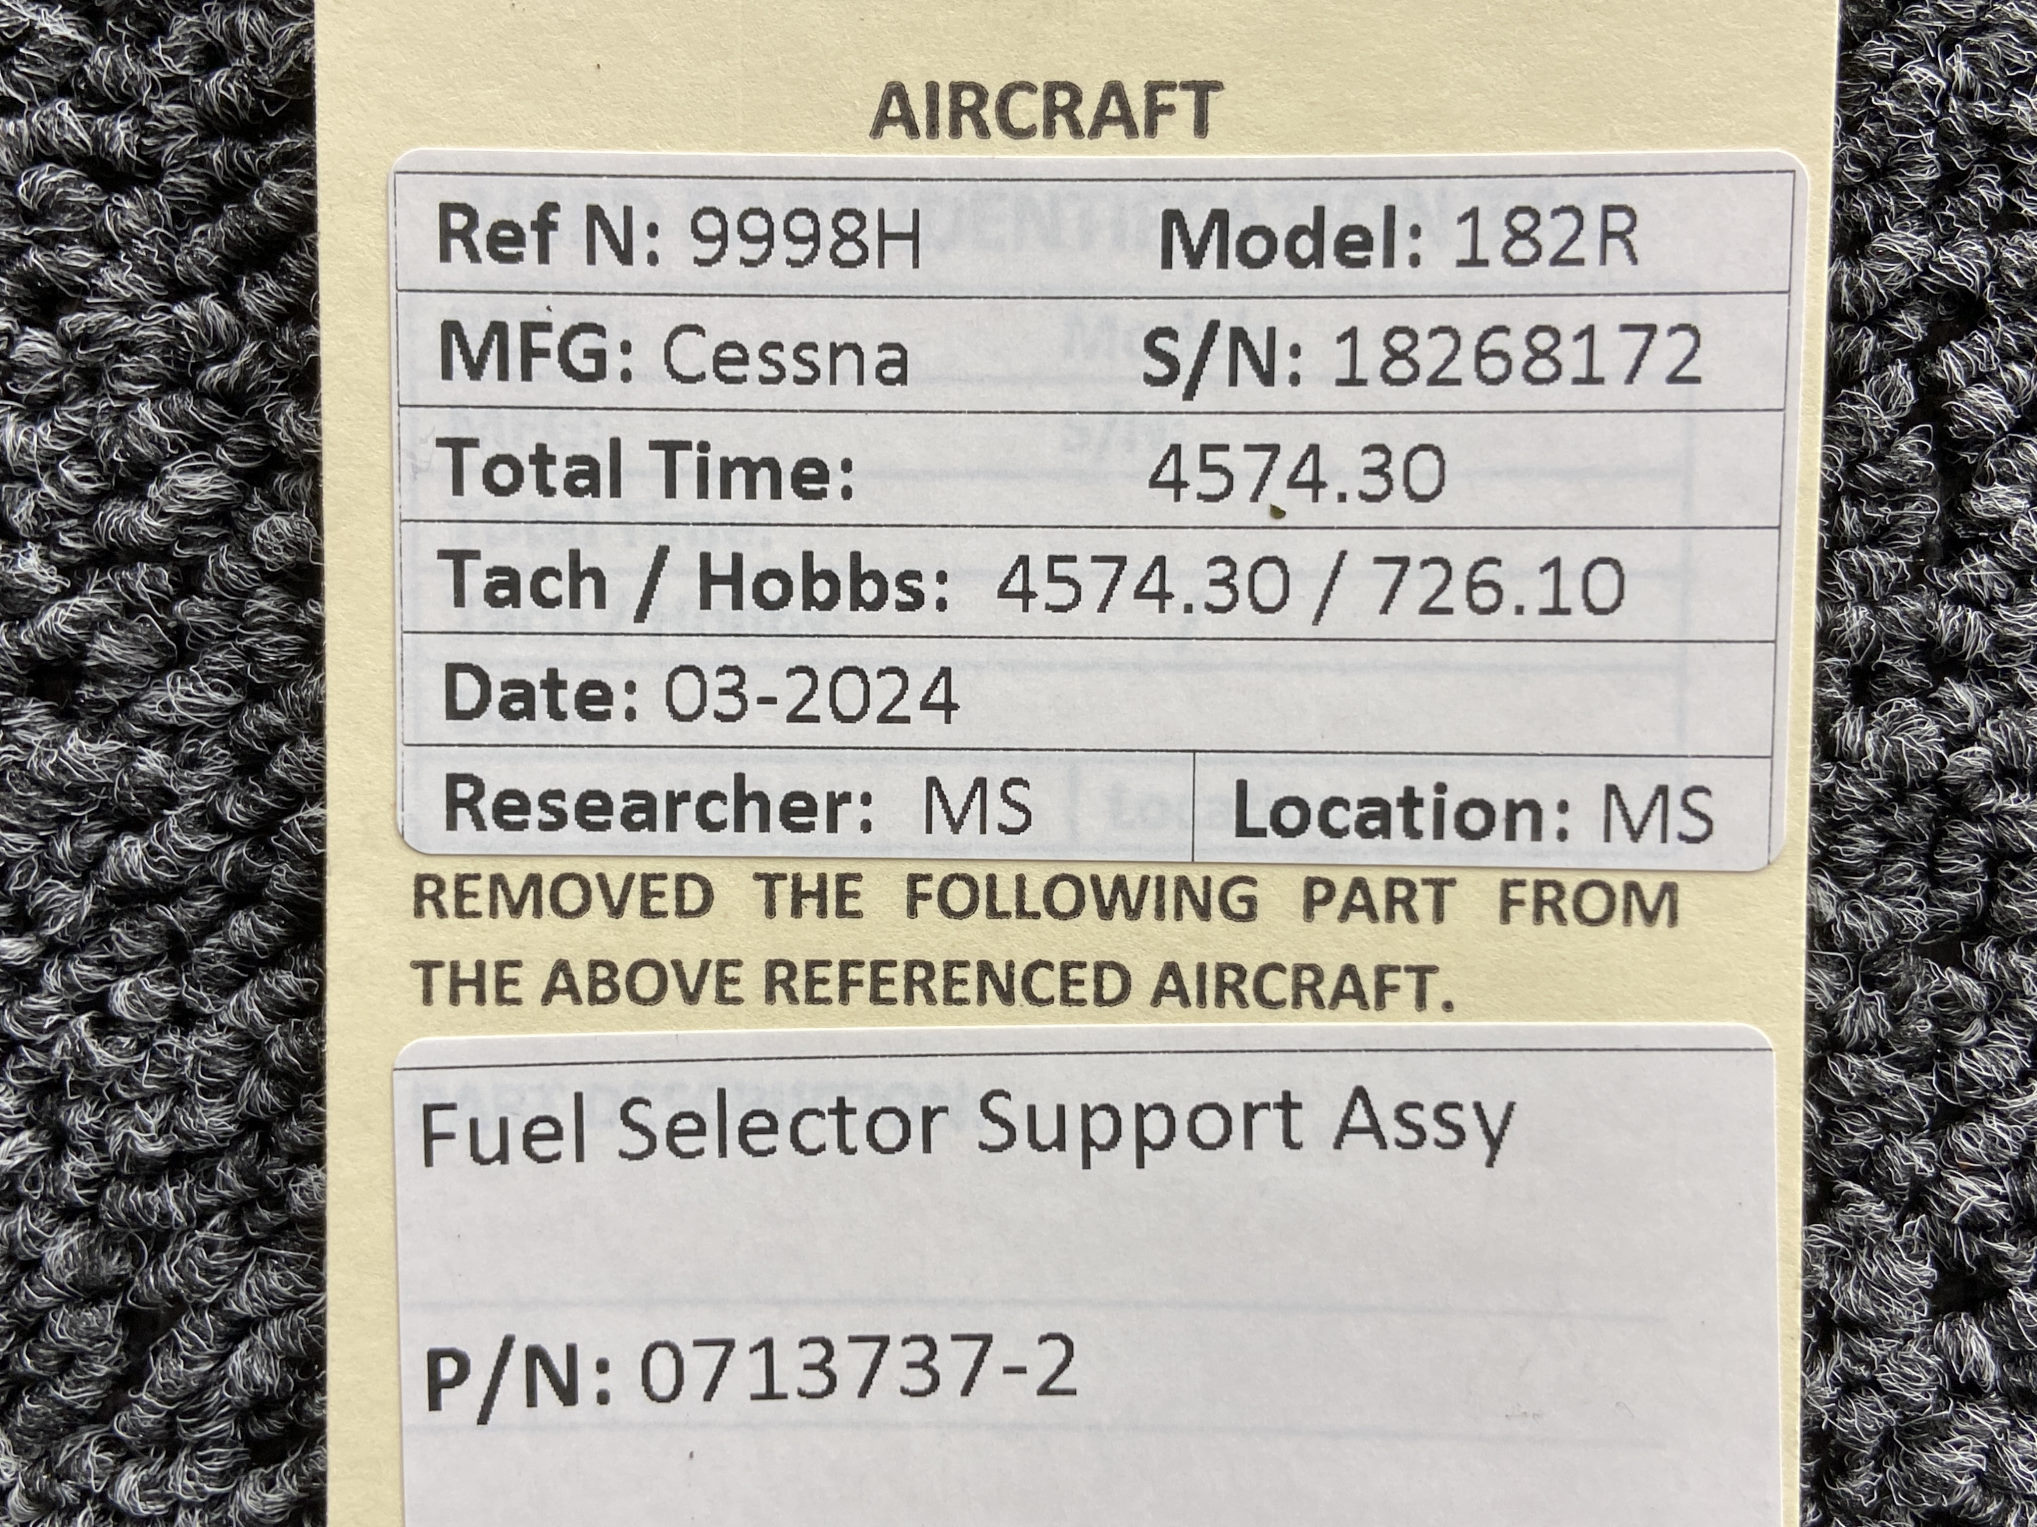 AIRCRAFT
Ref N: 9998H Model: 182R
MFG: Cessna S/N: 18268172
Total Time: 4574.30
Tach / Hobbs: 4574.30 / 726.10
Date: 03-2024
Researcher: MS Location: MS
REMOVED THE FOLLOWING PART FROM
THE ABOVE REFERENCED AIRCRAFT.
Fuel Selector Support Assy
P/N: 0713737-2